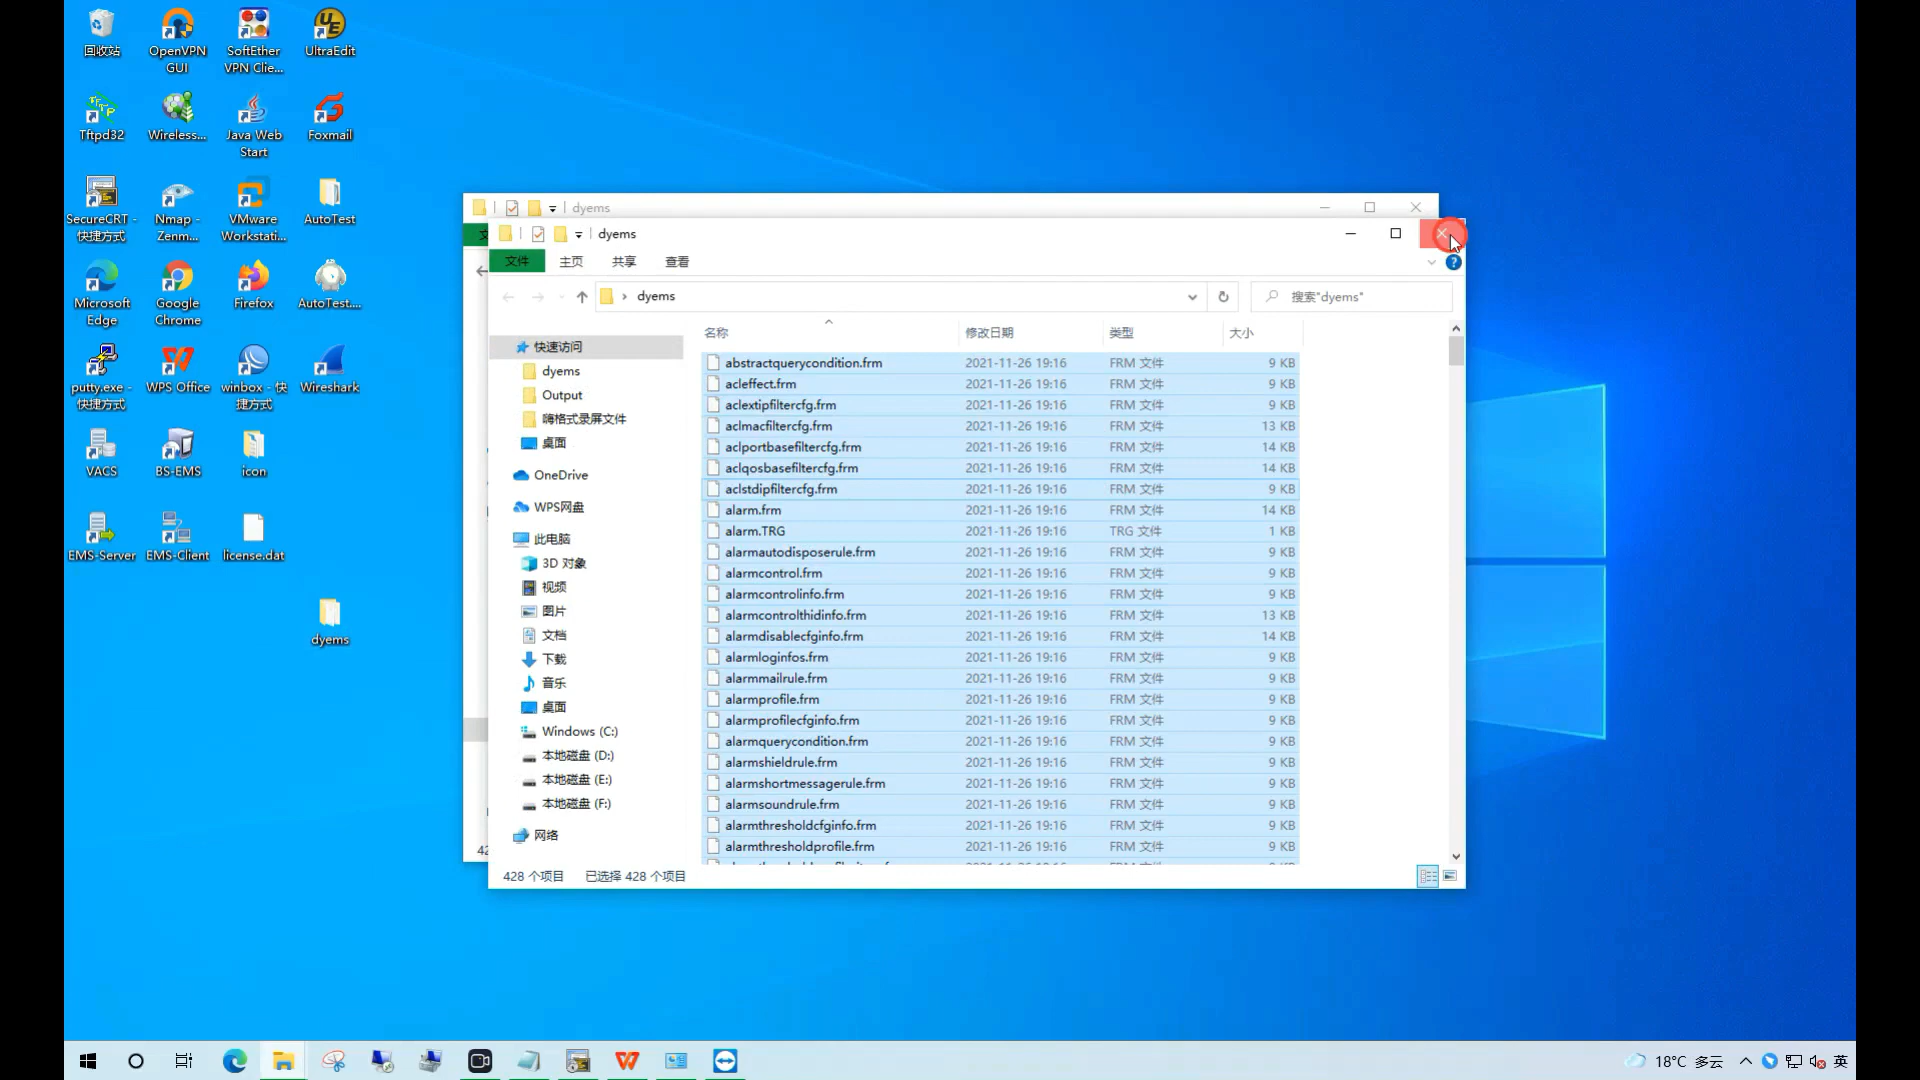 回收站
OpenVPN GUI
SoftEther VPN Clie...
UltraEdit
Tftpd32
Wireless...
Java Web Start
Foxmail
SecureCRT - 快捷方式
Nmap - Zenm...
VMware Workstati...
AutoTest
Microsoft Edge
Google Chrome
Firefox
AutoTest....
putty.exe - 快捷方式
WPS Office
winbox - 快捷方式
Wireshark
VACS
BS-EMS
icon
EMS-Server
EMS-Client
license.dat
dyems
dyems
dyems
文件 主页 共享 查看
dyems
搜索"dyems"
快速访问
dyems
Output
嗨格式录屏文件
桌面
OneDrive
WPS网盘
此电脑
3D 对象
视频
图片
文档
下载
音乐
桌面
Windows (C:)
本地磁盘 (D:)
本地磁盘 (E:)
本地磁盘 (F:)
网络
名称 修改日期 类型 大小
abstractquerycondition.frm 2021-11-26 19:16 FRM 文件 9 KB
acleffect.frm 2021-11-26 19:16 FRM 文件 9 KB
aclextipfiltercfg.frm 2021-11-26 19:16 FRM 文件 9 KB
aclmacfiltercfg.frm 2021-11-26 19:16 FRM 文件 13 KB
aclportbasefiltercfg.frm 2021-11-26 19:16 FRM 文件 14 KB
aclqosbasefiltercfg.frm 2021-11-26 19:16 FRM 文件 14 KB
aclstdipfiltercfg.frm 2021-11-26 19:16 FRM 文件 9 KB
alarm.frm 2021-11-26 19:16 FRM 文件 14 KB
alarm.TRG 2021-11-26 19:16 TRG 文件 1 KB
alarmautodisposerule.frm 2021-11-26 19:16 FRM 文件 9 KB
alarmcontrol.frm 2021-11-26 19:16 FRM 文件 9 KB
alarmcontrolinfo.frm 2021-11-26 19:16 FRM 文件 9 KB
alarmcontrolthidinfo.frm 2021-11-26 19:16 FRM 文件 13 KB
alarmdisablecfginfo.frm 2021-11-26 19:16 FRM 文件 14 KB
alarmloginfos.frm 2021-11-26 19:16 FRM 文件 9 KB
alarmmailrule.frm 2021-11-26 19:16 FRM 文件 9 KB
alarmprofile.frm 2021-11-26 19:16 FRM 文件 9 KB
alarmprofilecfginfo.frm 2021-11-26 19:16 FRM 文件 9 KB
alarmquerycondition.frm 2021-11-26 19:16 FRM 文件 9 KB
alarmshieldrule.frm 2021-11-26 19:16 FRM 文件 9 KB
alarmshortmessagerule.frm 2021-11-26 19:16 FRM 文件 9 KB
alarmsoundrule.frm 2021-11-26 19:16 FRM 文件 9 KB
alarmthresholdcfginfo.frm 2021-11-26 19:16 FRM 文件 9 KB
alarmthresholdprofile.frm 2021-11-26 19:16 FRM 文件 9 KB
428 个项目 已选择 428 个项目
18°C 多云 英